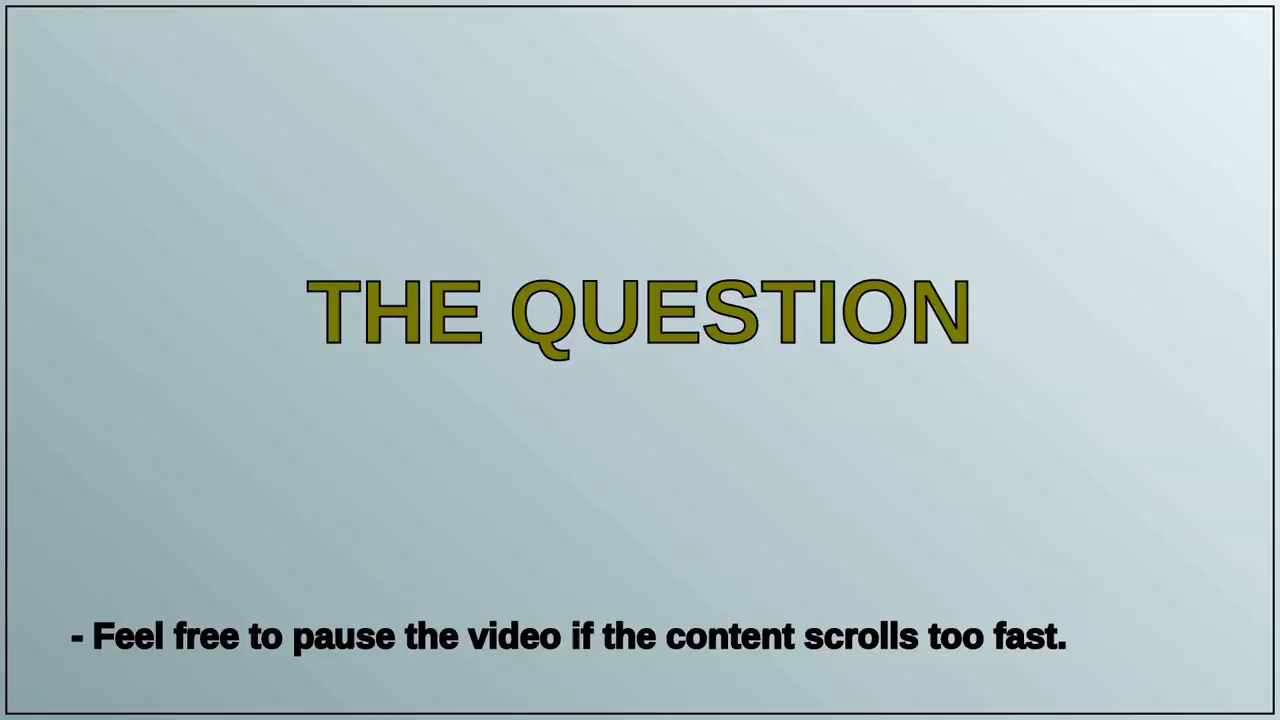 THE QUESTION
- Feel free to pause the video if the content scrolls too fast.